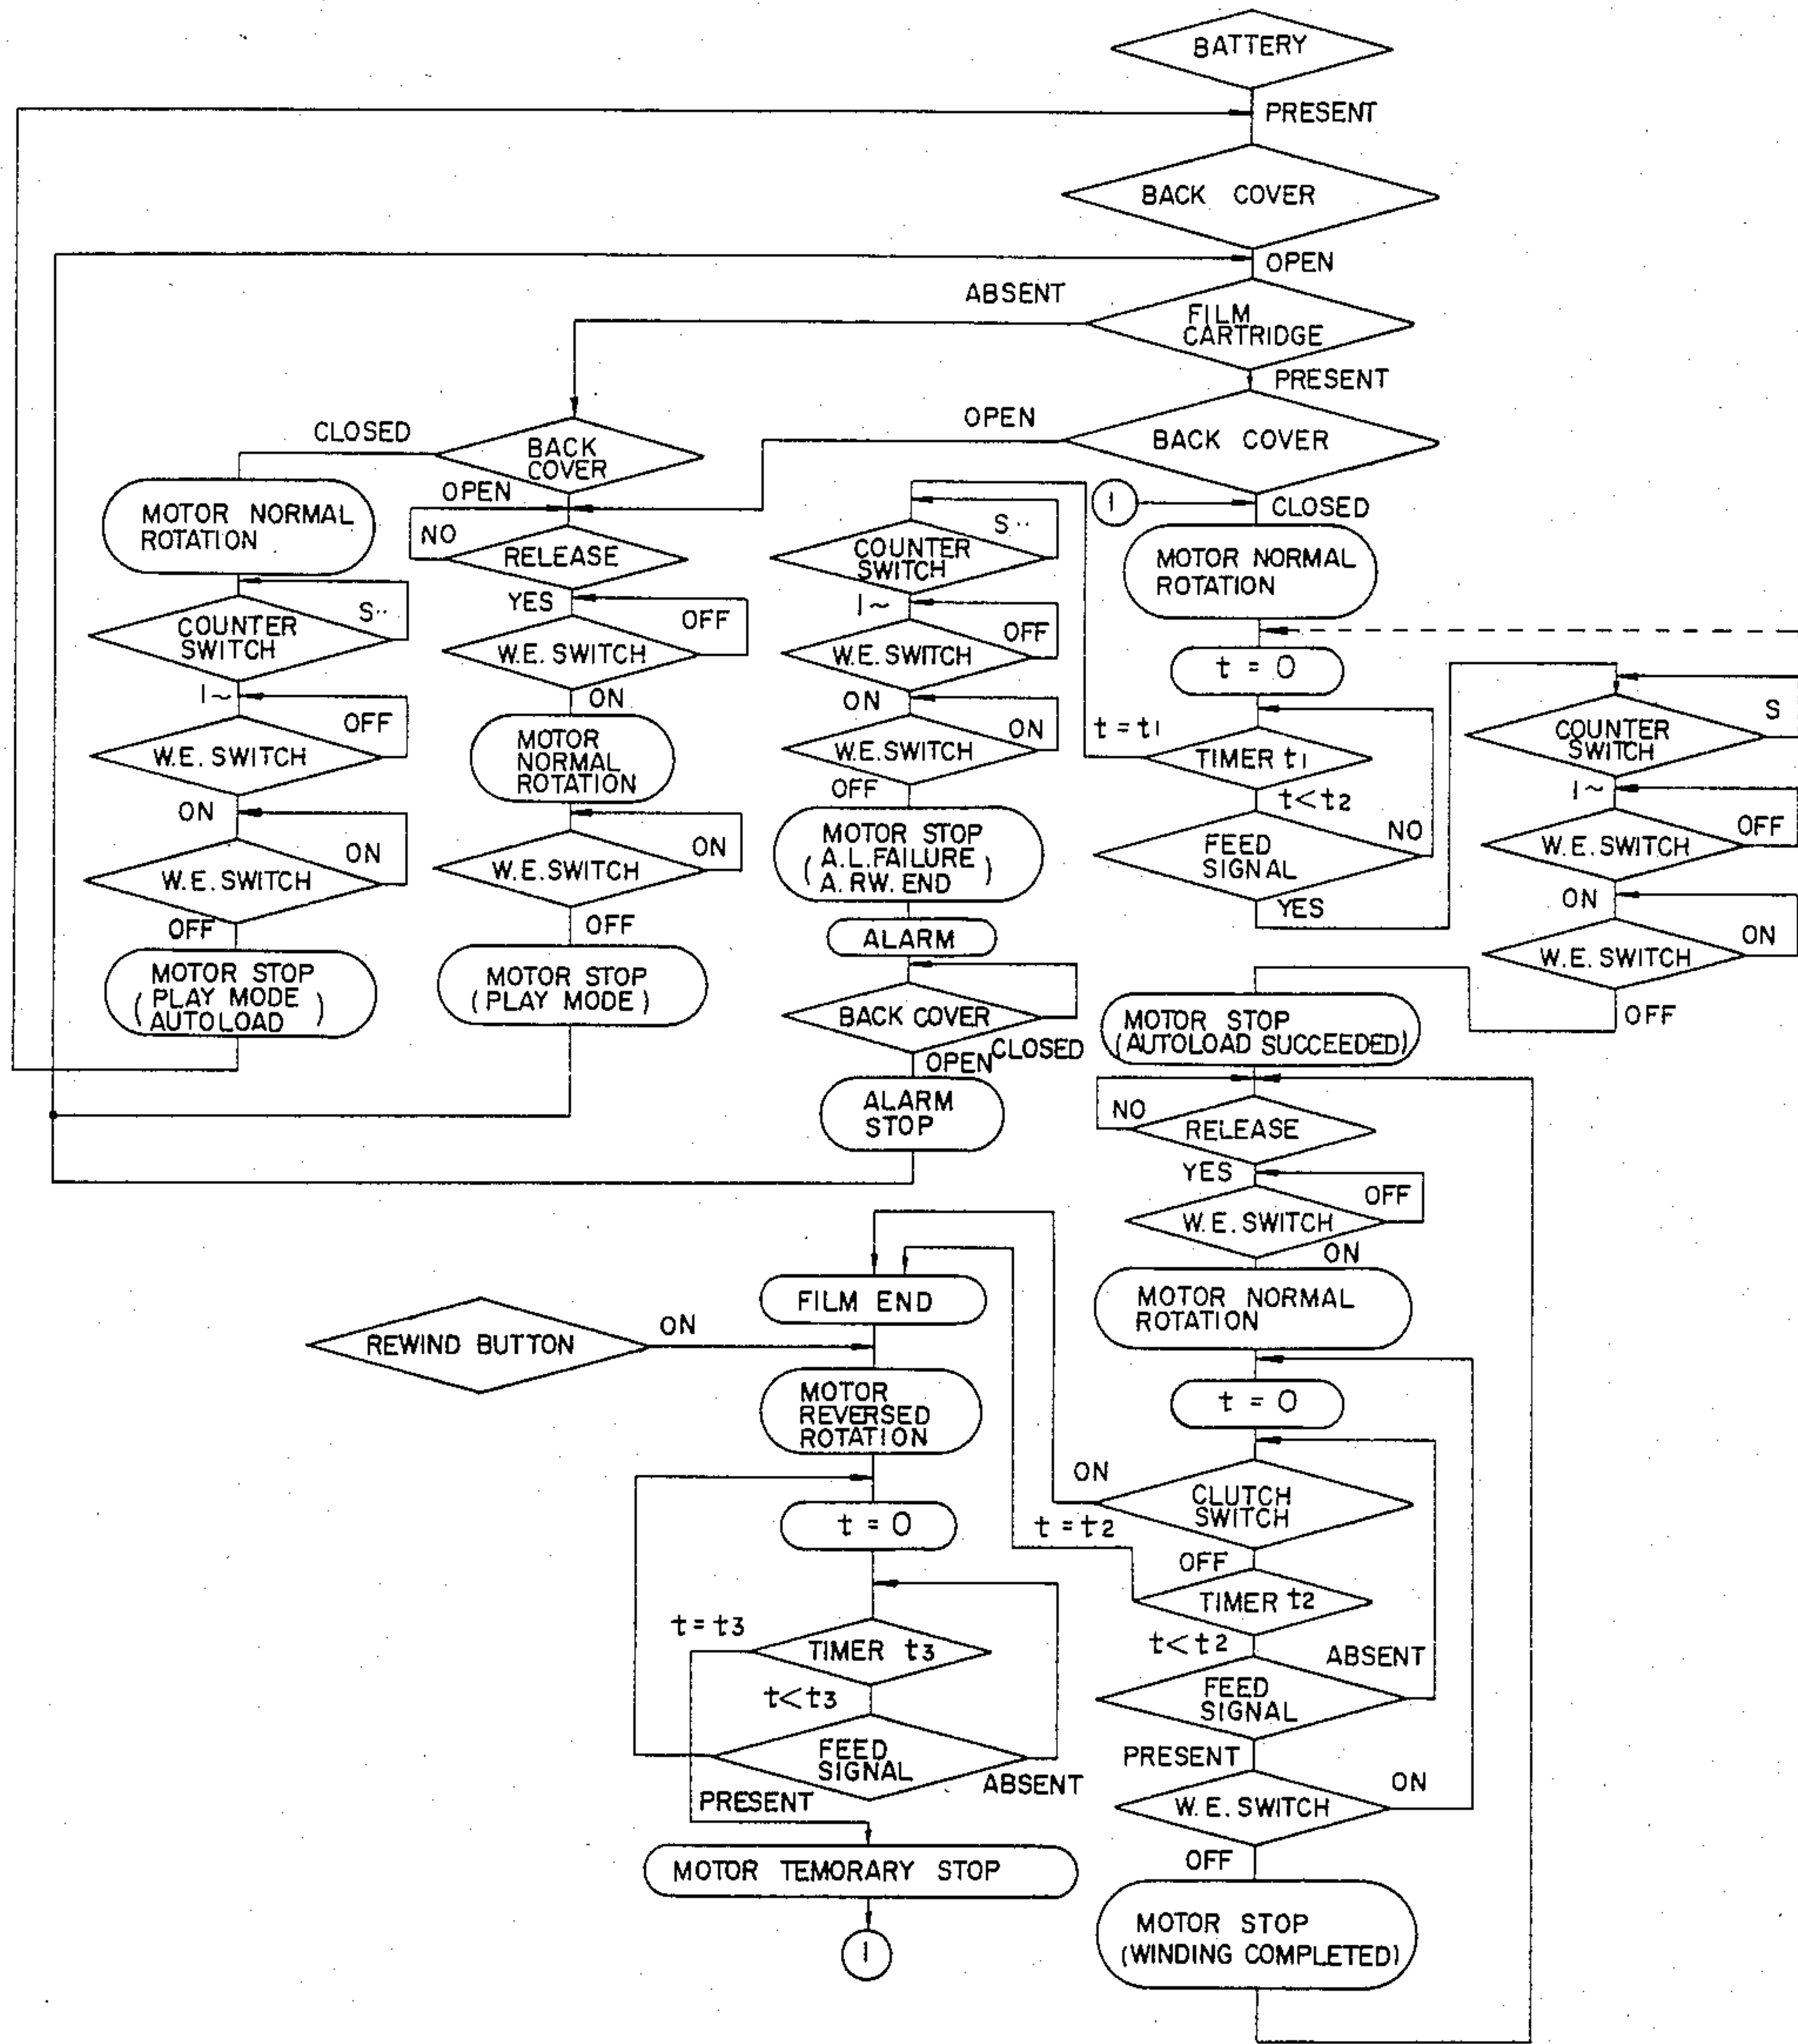 BATTERY
PRESENT
BACK COVER
OPEN
ABSENT
FILM
CARTRIDGE
PRESENT
OPEN
BACK COVER
CLOSED
BACK
COVER
OPEN
MOTOR NORMAL
ROTATION
S··
COUNTER
SWITCH
1~
OFF
W.E. SWITCH
ON
ON
W.E. SWITCH
OFF
MOTOR STOP
(PLAY MODE
AUTOLOAD)
NO
RELEASE
YES
OFF
W.E. SWITCH
ON
MOTOR
NORMAL
ROTATION
ON
W.E. SWITCH
OFF
MOTOR STOP
(PLAY MODE)
S··
COUNTER
SWITCH
1~
OFF
W.E. SWITCH
ON
ON
W.E. SWITCH
OFF
MOTOR STOP
(A.L. FAILURE
A. RW. END)
ALARM
BACK COVER
CLOSED
OPEN
ALARM
STOP
1
CLOSED
MOTOR NORMAL
ROTATION
t = 0
t = t1
TIMER t1
t<t2
NO
FEED
SIGNAL
YES
S
COUNTER
SWITCH
1~
OFF
W.E. SWITCH
ON
ON
W.E. SWITCH
OFF
MOTOR STOP
(AUTOLOAD SUCCEEDED)
NO
RELEASE
YES
OFF
W.E. SWITCH
ON
MOTOR NORMAL
ROTATION
t = 0
ON
CLUTCH
SWITCH
t = t2
OFF
TIMER t2
t<t2
ABSENT
FEED
SIGNAL
PRESENT
ON
W.E. SWITCH
OFF
MOTOR STOP
(WINDING COMPLETED)
FILM END
REWIND BUTTON
ON
MOTOR
REVERSED
ROTATION
t = 0
t = t3
TIMER t3
t<t3
FEED
SIGNAL
ABSENT
PRESENT
MOTOR TEMORARY STOP
1